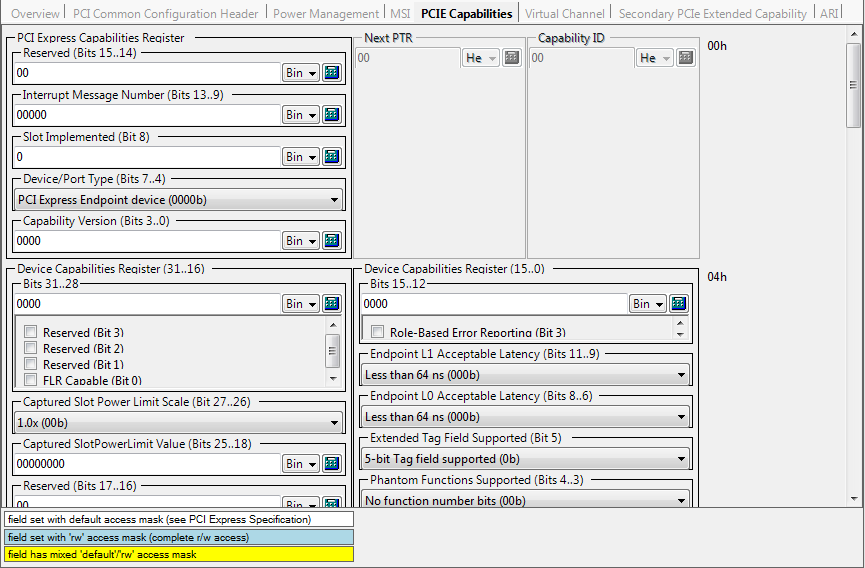 Overview PCI Common Configuration Header Power Management MSI PCIE Capabilities Virtual Channel Secondary PCIe Extended Capability ARI
PCI Express Capabilities Register
Reserved (Bits 15..14)
00 Bin
Interrupt Message Number (Bits 13..9)
00000 Bin
Slot Implemented (Bit 8)
0 Bin
Device/Port Type (Bits 7..4)
PCI Express Endpoint device (0000b)
Capability Version (Bits 3..0)
0000 Bin
Next PTR
00 He
Capability ID
00 He
00h
Device Capabilities Register (31..16)
Bits 31..28
0000 Bin
Reserved (Bit 3)
Reserved (Bit 2)
Reserved (Bit 1)
FLR Capable (Bit 0)
Captured Slot Power Limit Scale (Bit 27..26)
1.0x (00b)
Captured SlotPowerLimit Value (Bits 25..18)
00000000 Bin
Reserved (Bits 17..16)
00 Bin
Device Capabilities Register (15..0)
Bits 15..12
0000 Bin
Role-Based Error Reporting (Bit 3)
Endpoint L1 Acceptable Latency (Bits 11..9)
Less than 64 ns (000b)
Endpoint L0 Acceptable Latency (Bits 8..6)
Less than 64 ns (000b)
Extended Tag Field Supported (Bit 5)
5-bit Tag field supported (0b)
Phantom Functions Supported (Bits 4..3)
No function number bits (00b)
04h
field set with default access mask (see PCI Express Specification)
field set with 'rw' access mask (complete r/w access)
field has mixed 'default'/'rw' access mask